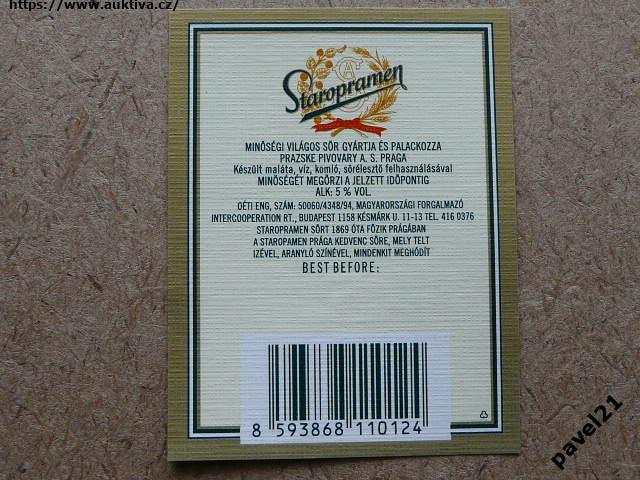 https://www.auktiva.cz/
Staropramen
MINŐSÉGI VILÁGOS SÖR GYÁRTJA ÉS PALACKOZZA
PRAZSKE PIVOVARY A. S. PRAGA
Készült maláta, víz, komló, sörélesztő felhasználásával
MINŐSÉGÉT MEGŐRZI A JELZETT IDŐPONTIG
ALK: 5 % VOL.
OÉTI ENG, SZÁM: 50060/4348/94, MAGYARORSZÁGI FORGALMAZÓ
INTERCOOPERATION RT., BUDAPEST 1158 KÉSMÁRK U. 11-13 TEL. 416 0376
STAROPRAMEN SÖRT 1869 ÓTA FŐZIK PRÁGÁBAN
A STAROPAMEN PRÁGA KEDVENC SÖRE, MELY TELT
IZÉVEL, ARANYLÓ SZÍNÉVEL, MINDENKIT MEGHÓDÍT
BEST BEFORE:
8 593868 110124
pavel21